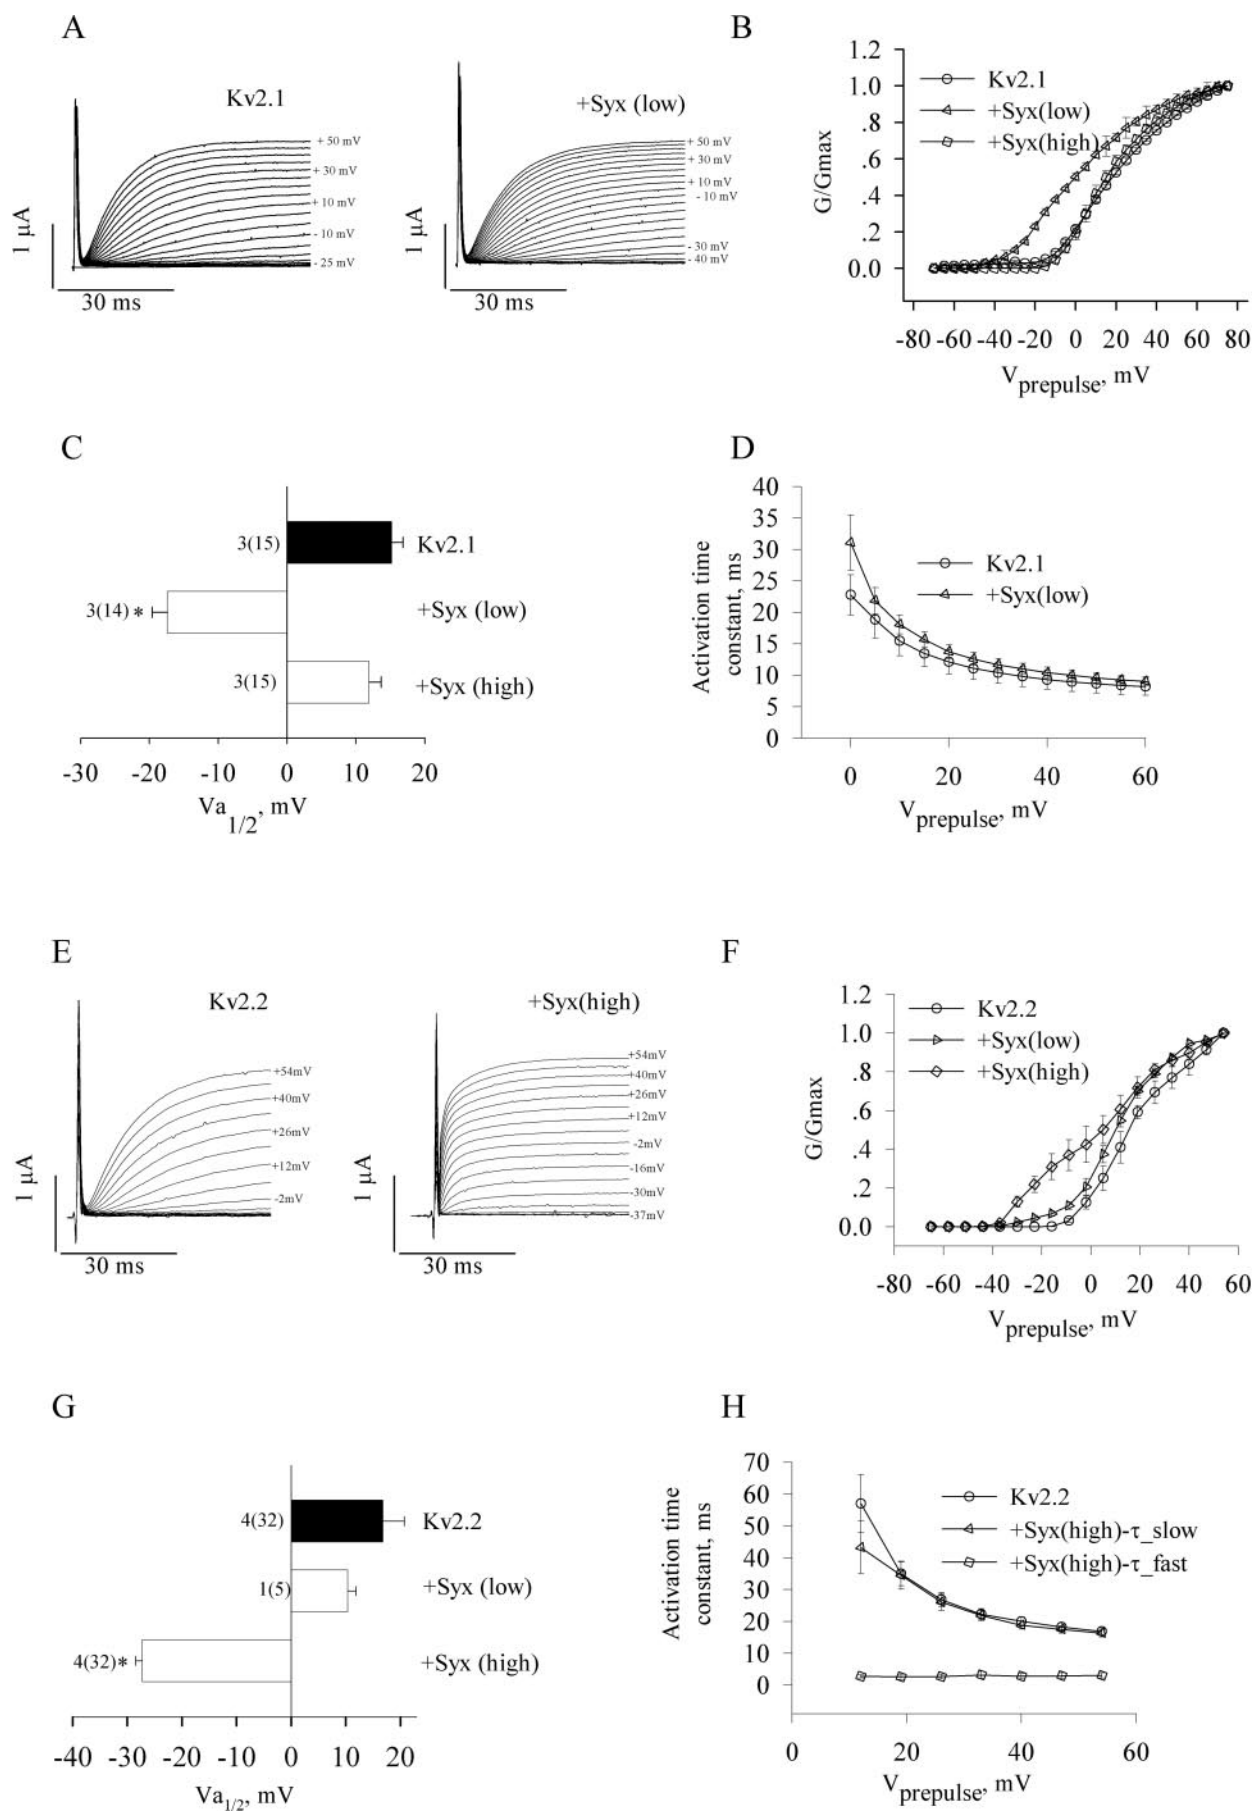 A
Kv2.1
+ 50 mV
+ 30 mV
+ 10 mV
- 10 mV
- 25 mV
1 µA
30 ms
+Syx (low)
+ 50 mV
+ 30 mV
+ 10 mV
- 10 mV
- 30 mV
- 40 mV
1 µA
30 ms
B
1.2
1.0
.8
.6
.4
.2
0.0
G/Gmax
Kv2.1
+Syx(low)
+Syx(high)
-80 -60 -40 -20 0 20 40 60 80
Vprepulse, mV
C
3(15) Kv2.1
3(14) * +Syx (low)
3(15) +Syx (high)
-30 -20 -10 0 10 20
Va1/2, mV
D
40
35
30
25
20
15
10
5
0
Activation time
constant, ms
Kv2.1
+Syx(low)
0 20 40 60
Vprepulse, mV
E
Kv2.2
+54mV
+40mV
+26mV
+12mV
-2mV
1 µA
30 ms
+Syx(high)
+54mV
+40mV
+26mV
+12mV
-2mV
-16mV
-30mV
-37mV
1 µA
30 ms
F
1.2
1.0
.8
.6
.4
.2
0.0
G/Gmax
Kv2.2
+Syx(low)
+Syx(high)
-80 -60 -40 -20 0 20 40 60
Vprepulse, mV
G
4(32) Kv2.2
1(5) +Syx (low)
4(32)* +Syx (high)
-40 -30 -20 -10 0 10 20
Va1/2, mV
H
70
60
50
40
30
20
10
0
Activation time
constant, ms
Kv2.2
+Syx(high)-τ_slow
+Syx(high)-τ_fast
0 20 40 60
Vprepulse, mV